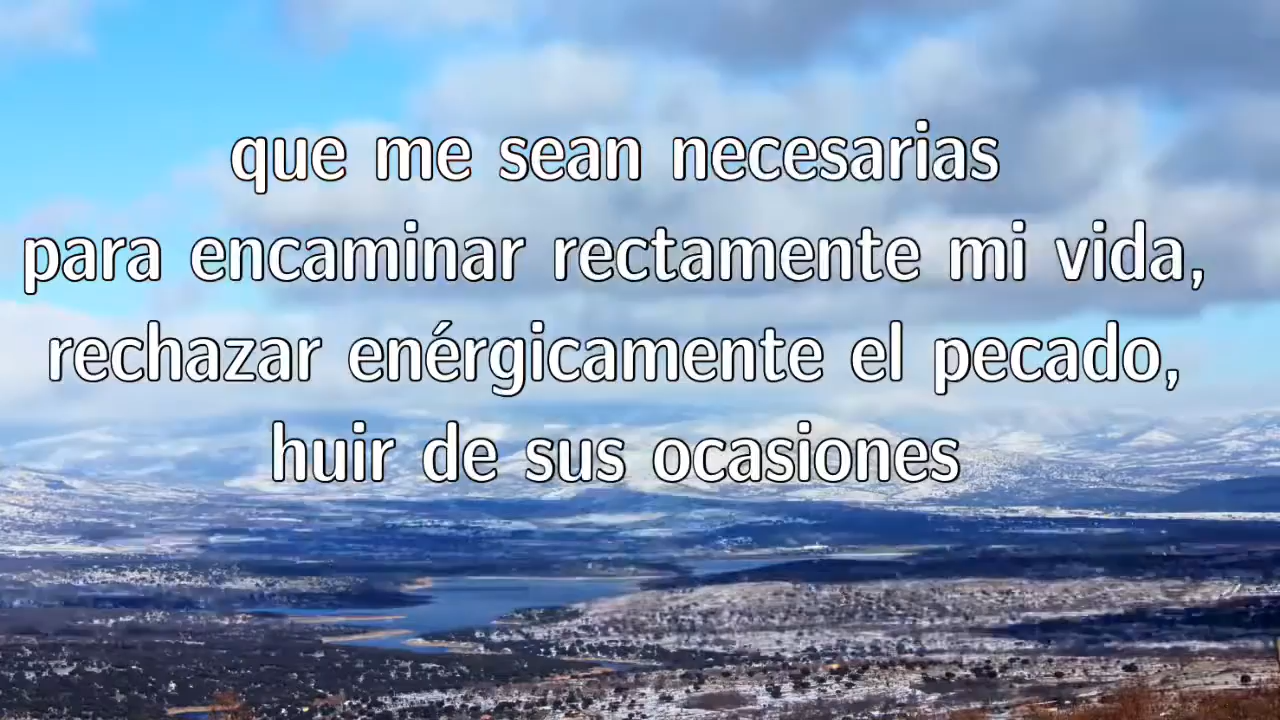 que me sean necesarias
para encaminar rectamente mi vida,
rechazar enérgicamente el pecado,
huir de sus ocasiones